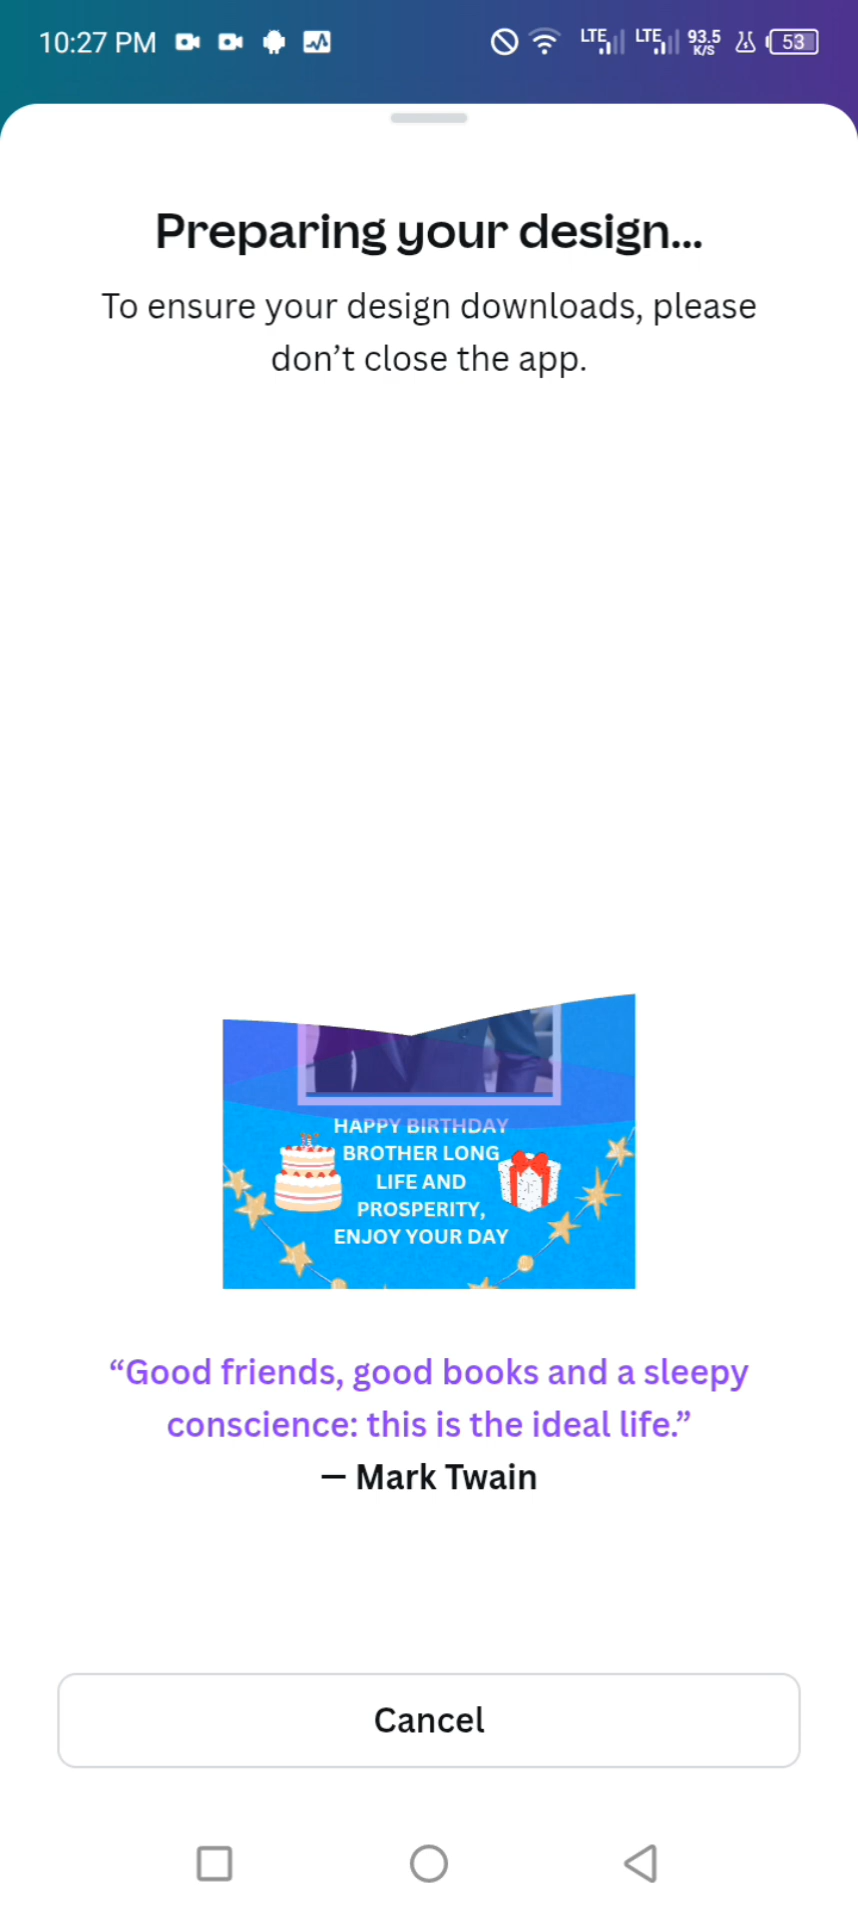 10:27 PM LTE LTE 93.5 K/S 53
Preparing your design...
To ensure your design downloads, please
don’t close the app.
HAPPY BIRTHDAY
BROTHER LONG
LIFE AND
PROSPERITY,
ENJOY YOUR DAY
“Good friends, good books and a sleepy
conscience: this is the ideal life.”
— Mark Twain
Cancel